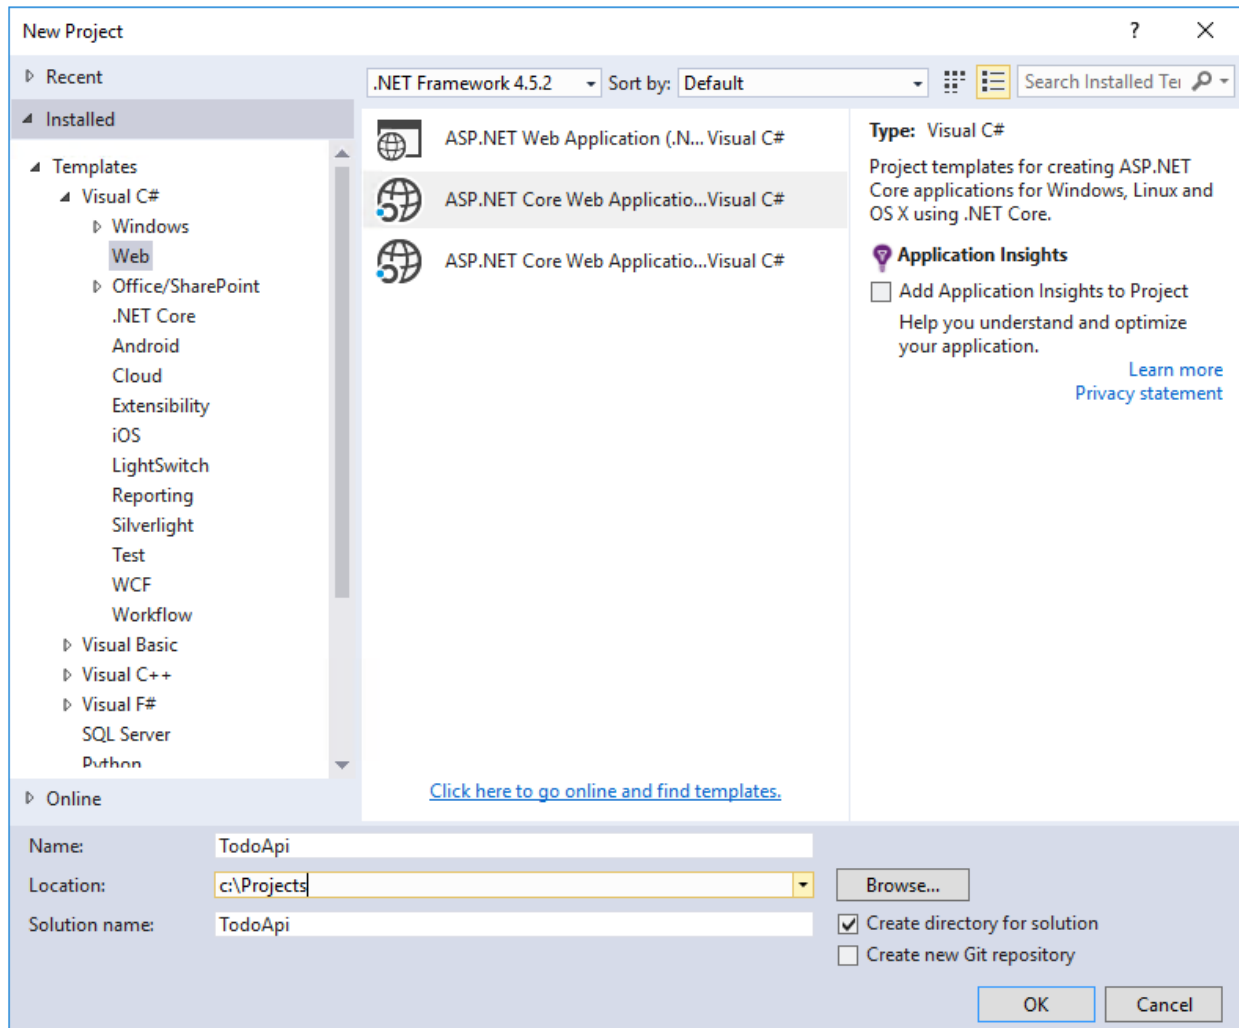 New Project
?
Recent
.NET Framework 4.5.2
Sort by:
Default
Search Installed Te
Installed
Templates
Visual C#
Windows
Web
Office/SharePoint
.NET Core
Android
Cloud
Extensibility
iOS
LightSwitch
Reporting
Silverlight
Test
WCF
Workflow
Visual Basic
Visual C++
Visual F#
SQL Server
Python
Online
ASP.NET Web Application (.N... Visual C#
ASP.NET Core Web Applicatio...Visual C#
ASP.NET Core Web Applicatio...Visual C#
Click here to go online and find templates.
Type: Visual C#
Project templates for creating ASP.NET
Core applications for Windows, Linux and
OS X using .NET Core.
Application Insights
Add Application Insights to Project
Help you understand and optimize
your application.
Learn more
Privacy statement
Name:
TodoApi
Location:
c:\Projects
Browse...
Solution name:
TodoApi
Create directory for solution
Create new Git repository
OK
Cancel